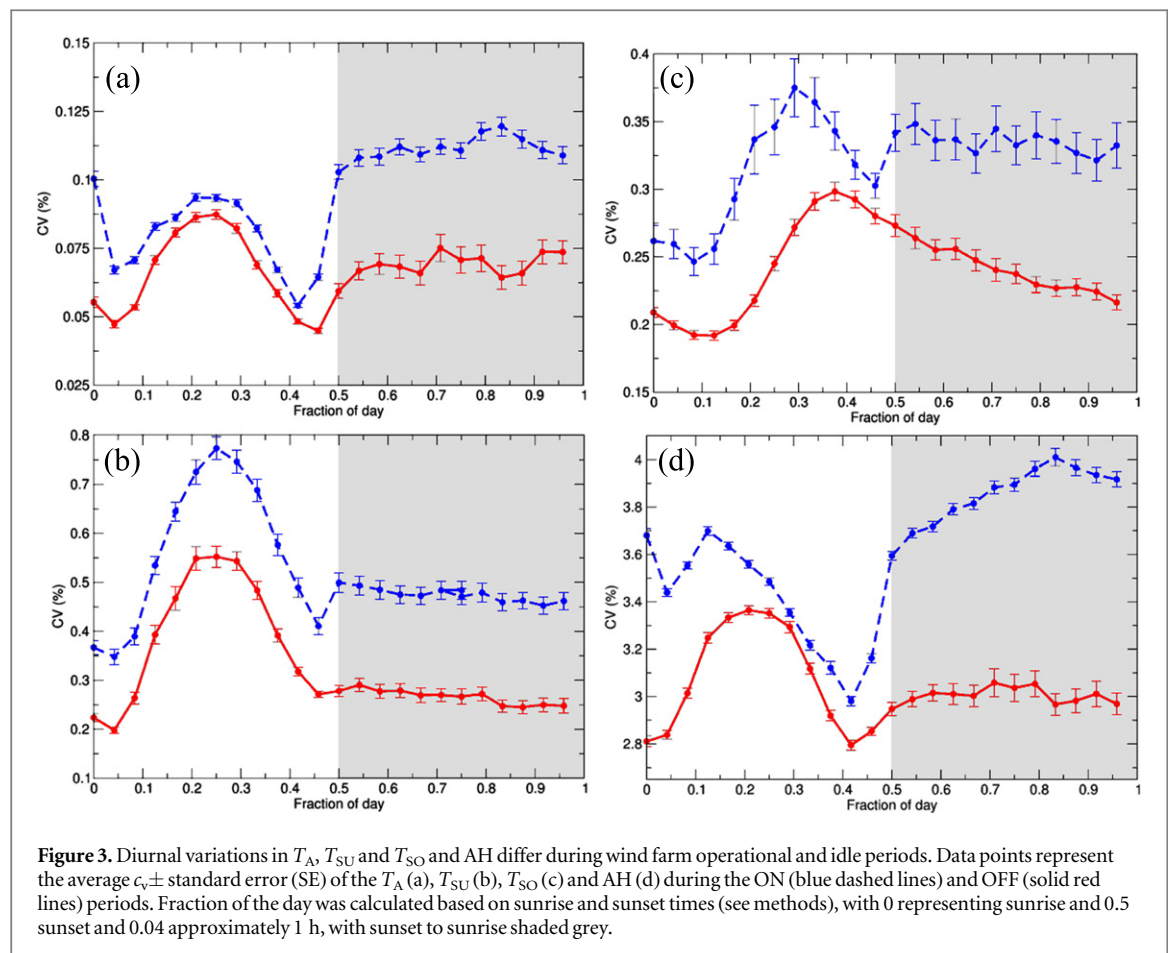 (a)
0.15
0.125
0.1
0.075
0.05
0.025
CV (%)
0 0.1 0.2 0.3 0.4 0.5 0.6 0.7 0.8 0.9 1
Fraction of day
(c)
0.4
0.35
0.3
0.25
0.2
0.15
CV (%)
0 0.1 0.2 0.3 0.4 0.5 0.6 0.7 0.8 0.9 1
Fraction of day
(b)
0.8
0.7
0.6
0.5
0.4
0.3
0.2
0.1
CV (%)
0 0.1 0.2 0.3 0.4 0.5 0.6 0.7 0.8 0.9 1
Fraction of day
(d)
4
3.8
3.6
3.4
3.2
3
2.8
CV (%)
0 0.1 0.2 0.3 0.4 0.5 0.6 0.7 0.8 0.9 1
Fraction of day
Figure 3. Diurnal variations in TA, TSU and TSO and AH differ during wind farm operational and idle periods. Data points represent
the average cv± standard error (SE) of the TA (a), TSU (b), TSO (c) and AH (d) during the ON (blue dashed lines) and OFF (solid red
lines) periods. Fraction of the day was calculated based on sunrise and sunset times (see methods), with 0 representing sunrise and 0.5
sunset and 0.04 approximately 1 h, with sunset to sunrise shaded grey.